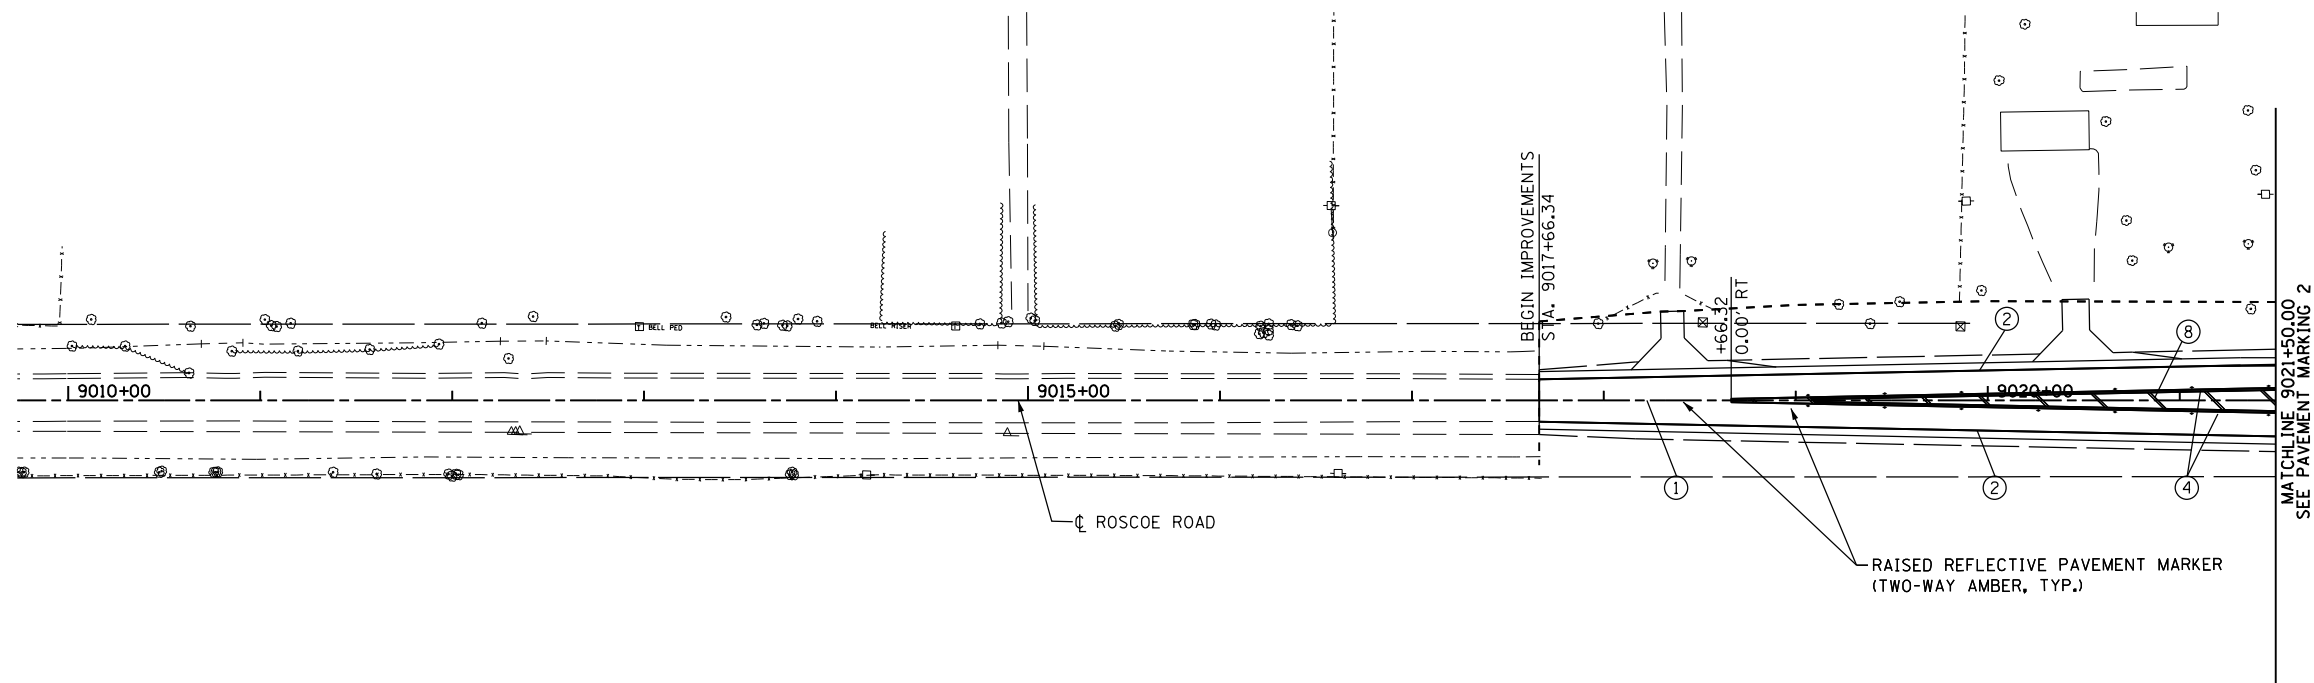 BEGIN IMPROVEMENTS
STA. 9017+66.34
+66.32
0.00' RT
BELL PED
BELL RISER
2
8
9010+00
9015+00
9020+00
1
2
4
MATCHLINE 9021+50.00
SEE PAVEMENT MARKING 2
℄ ROSCOE ROAD
RAISED REFLECTIVE PAVEMENT MARKER
(TWO-WAY AMBER, TYP.)